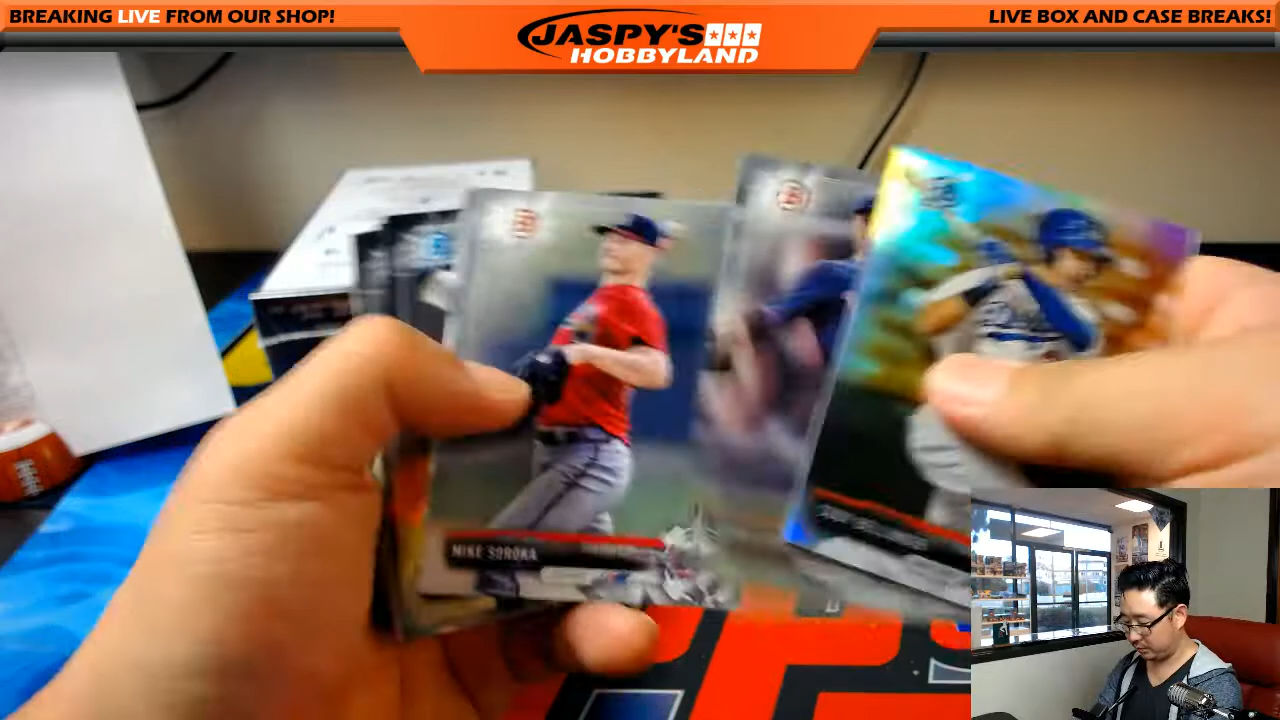 BREAKING LIVE FROM OUR SHOP!
JASPY'S
HOBBYLAND
LIVE BOX AND CASE BREAKS!
MIKE SOROKA